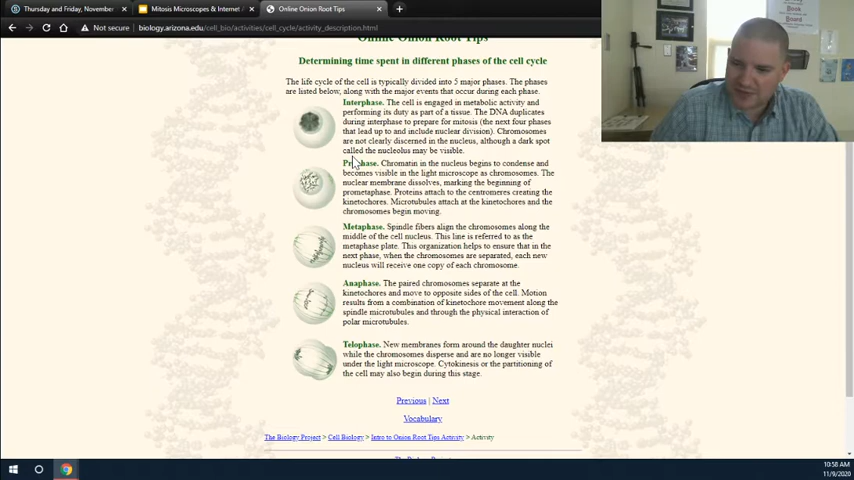 Thursday and Friday, November
Mitosis Microscopes & Internet A
Online Onion Root Tips
Not secure
biology.arizona.edu/cell_bio/activities/cell_cycle/activity_description.html
Online Onion Root Tips
Determining time spent in different phases of the cell cycle
The life cycle of the cell is typically divided into 5 major phases. The phases
are listed below, along with the major events that occur during each phase.
Interphase. The cell is engaged in metabolic activity and
performing its duty as part of a tissue. The DNA duplicates
during interphase to prepare for mitosis (the next four phases
that lead up to and include nuclear division). Chromosomes
are not clearly discerned in the nucleus, although a dark spot
called the nucleolus may be visible.
Prophase. Chromatin in the nucleus begins to condense and
becomes visible in the light microscope as chromosomes. The
nuclear membrane dissolves, marking the beginning of
prometaphase. Proteins attach to the centromeres creating the
kinetochores. Microtubules attach at the kinetochores and the
chromosomes begin moving.
Metaphase. Spindle fibers align the chromosomes along the
middle of the cell nucleus. This line is referred to as the
metaphase plate. This organization helps to ensure that in the
next phase, when the chromosomes are separated, each new
nucleus will receive one copy of each chromosome.
Anaphase. The paired chromosomes separate at the
kinetochores and move to opposite sides of the cell. Motion
results from a combination of kinetochore movement along the
spindle microtubules and through the physical interaction of
polar microtubules.
Telophase. New membranes form around the daughter nuclei
while the chromosomes disperse and are no longer visible
under the light microscope. Cytokinesis or the partitioning of
the cell may also begin during this stage.
Previous | Next
Vocabulary
The Biology Project > Cell Biology > Intro to Onion Root Tips Activity > Activity
The Biology Project
Book
Board
10:58 AM
11/9/2020